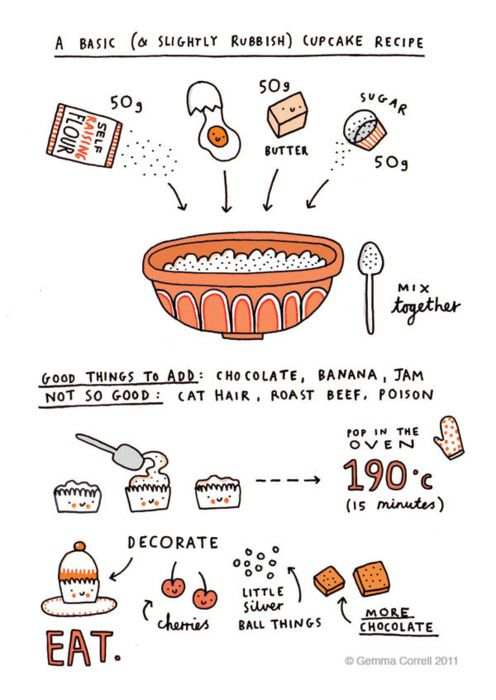 A BASIC (& SLIGHTLY RUBBISH) CUPCAKE RECIPE
50g
SELF
RAISING
FLOUR
50g
BUTTER
SUGAR
50g
MIX
together
GOOD THINGS TO ADD: CHOCOLATE, BANANA, JAM
NOT SO GOOD: CAT HAIR, ROAST BEEF, POISON
POP IN THE
OVEN
190°c
(15 minutes)
DECORATE
cherries
LITTLE
silver
BALL THINGS
MORE
CHOCOLATE
EAT.
© Gemma Correll 2011